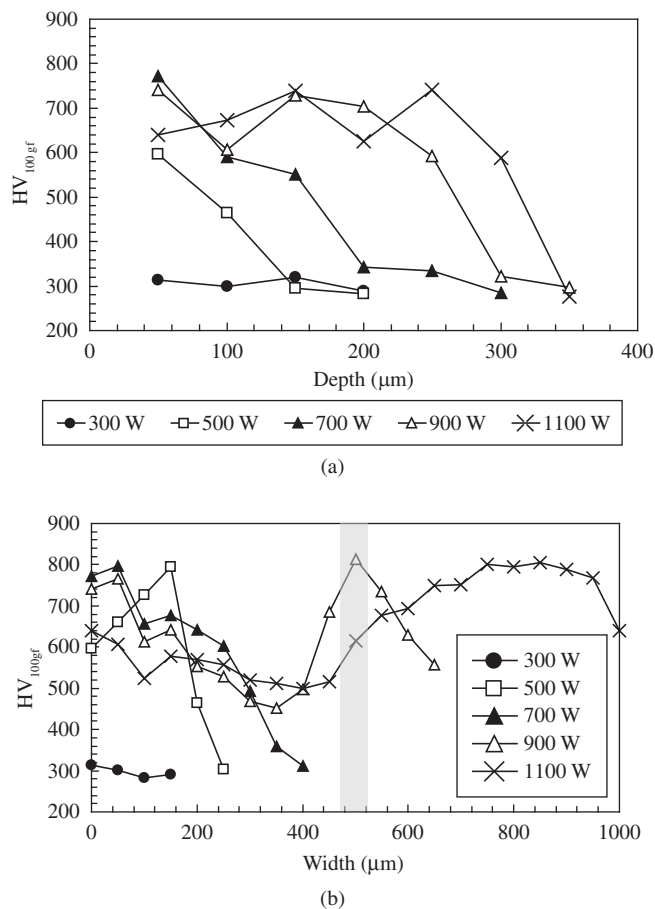 900
800
700
600
500
400
300
200
HV100 gf
0 100 200 300 400
Depth (μm)
300 W 500 W 700 W 900 W 1100 W
(a)
900
800
700
600
500
400
300
200
HV100gf
300 W
500 W
700 W
900 W
1100 W
0 200 400 600 800 1000
Width (μm)
(b)